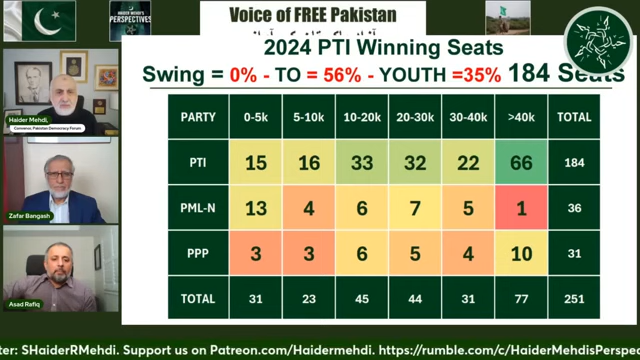 HAIDER MEHDI'S
PERSPECTIVES
Voice of FREE Pakistan
2024 PTI Winning Seats
Swing = 0% - TO = 56% - YOUTH =35% 184 Seats
PARTY 0-5k 5-10k 10-20k 20-30k 30-40k >40k TOTAL
PTI 15 16 33 32 22 66 184
PML-N 13 4 6 7 5 1 36
PPP 3 3 6 5 4 10 31
TOTAL 31 23 45 44 31 77 251
Haider Mehdi,
Convenor, Pakistan Democracy Forum
Zafar Bangash
Asad Rafiq
ter: SHaiderRMehdi. Support us on Patreon.com/Haidermehdi. https://rumble.com/c/HaiderMehdisPerspec